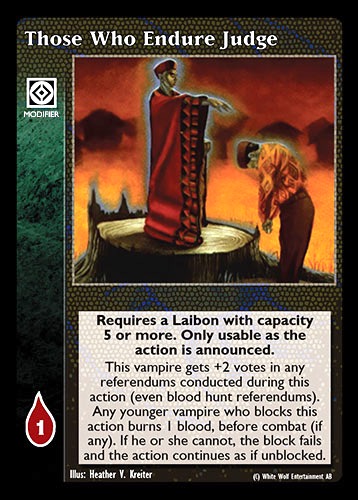 Those Who Endure Judge
MODIFIER
Requires a Laibon with capacity
5 or more. Only usable as the
action is announced.
This vampire gets +2 votes in any
referendums conducted during this
action (even blood hunt referendums).
Any younger vampire who blocks this
action burns 1 blood, before combat (if
any). If he or she cannot, the block fails
and the action continues as if unblocked.
1
Illus: Heather V. Kreiter
(C) White Wolf Entertainment AB